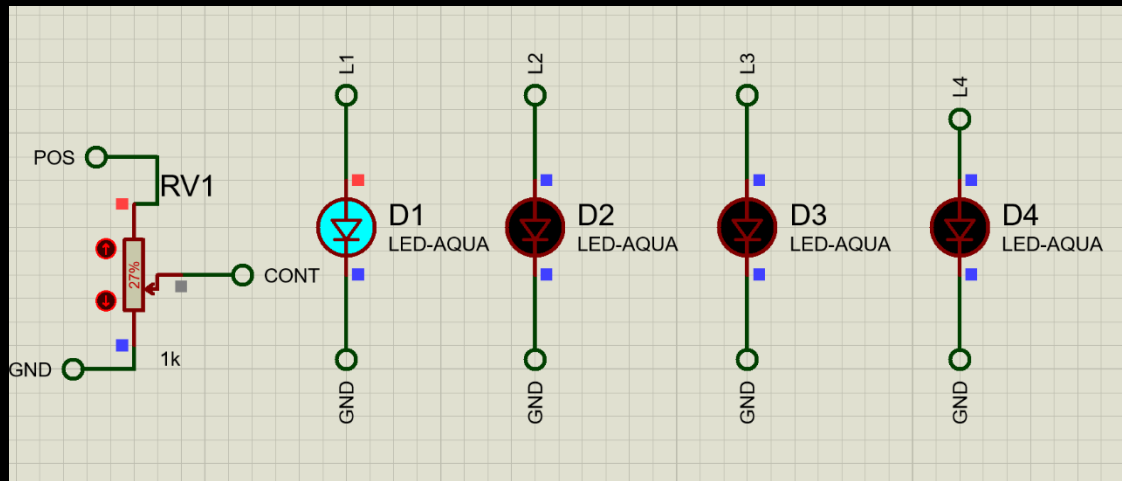 POS
RV1
27%
CONT
1k
GND
L1
D1
LED-AQUA
GND
L2
D2
LED-AQUA
GND
L3
D3
LED-AQUA
GND
L4
D4
LED-AQUA
GND